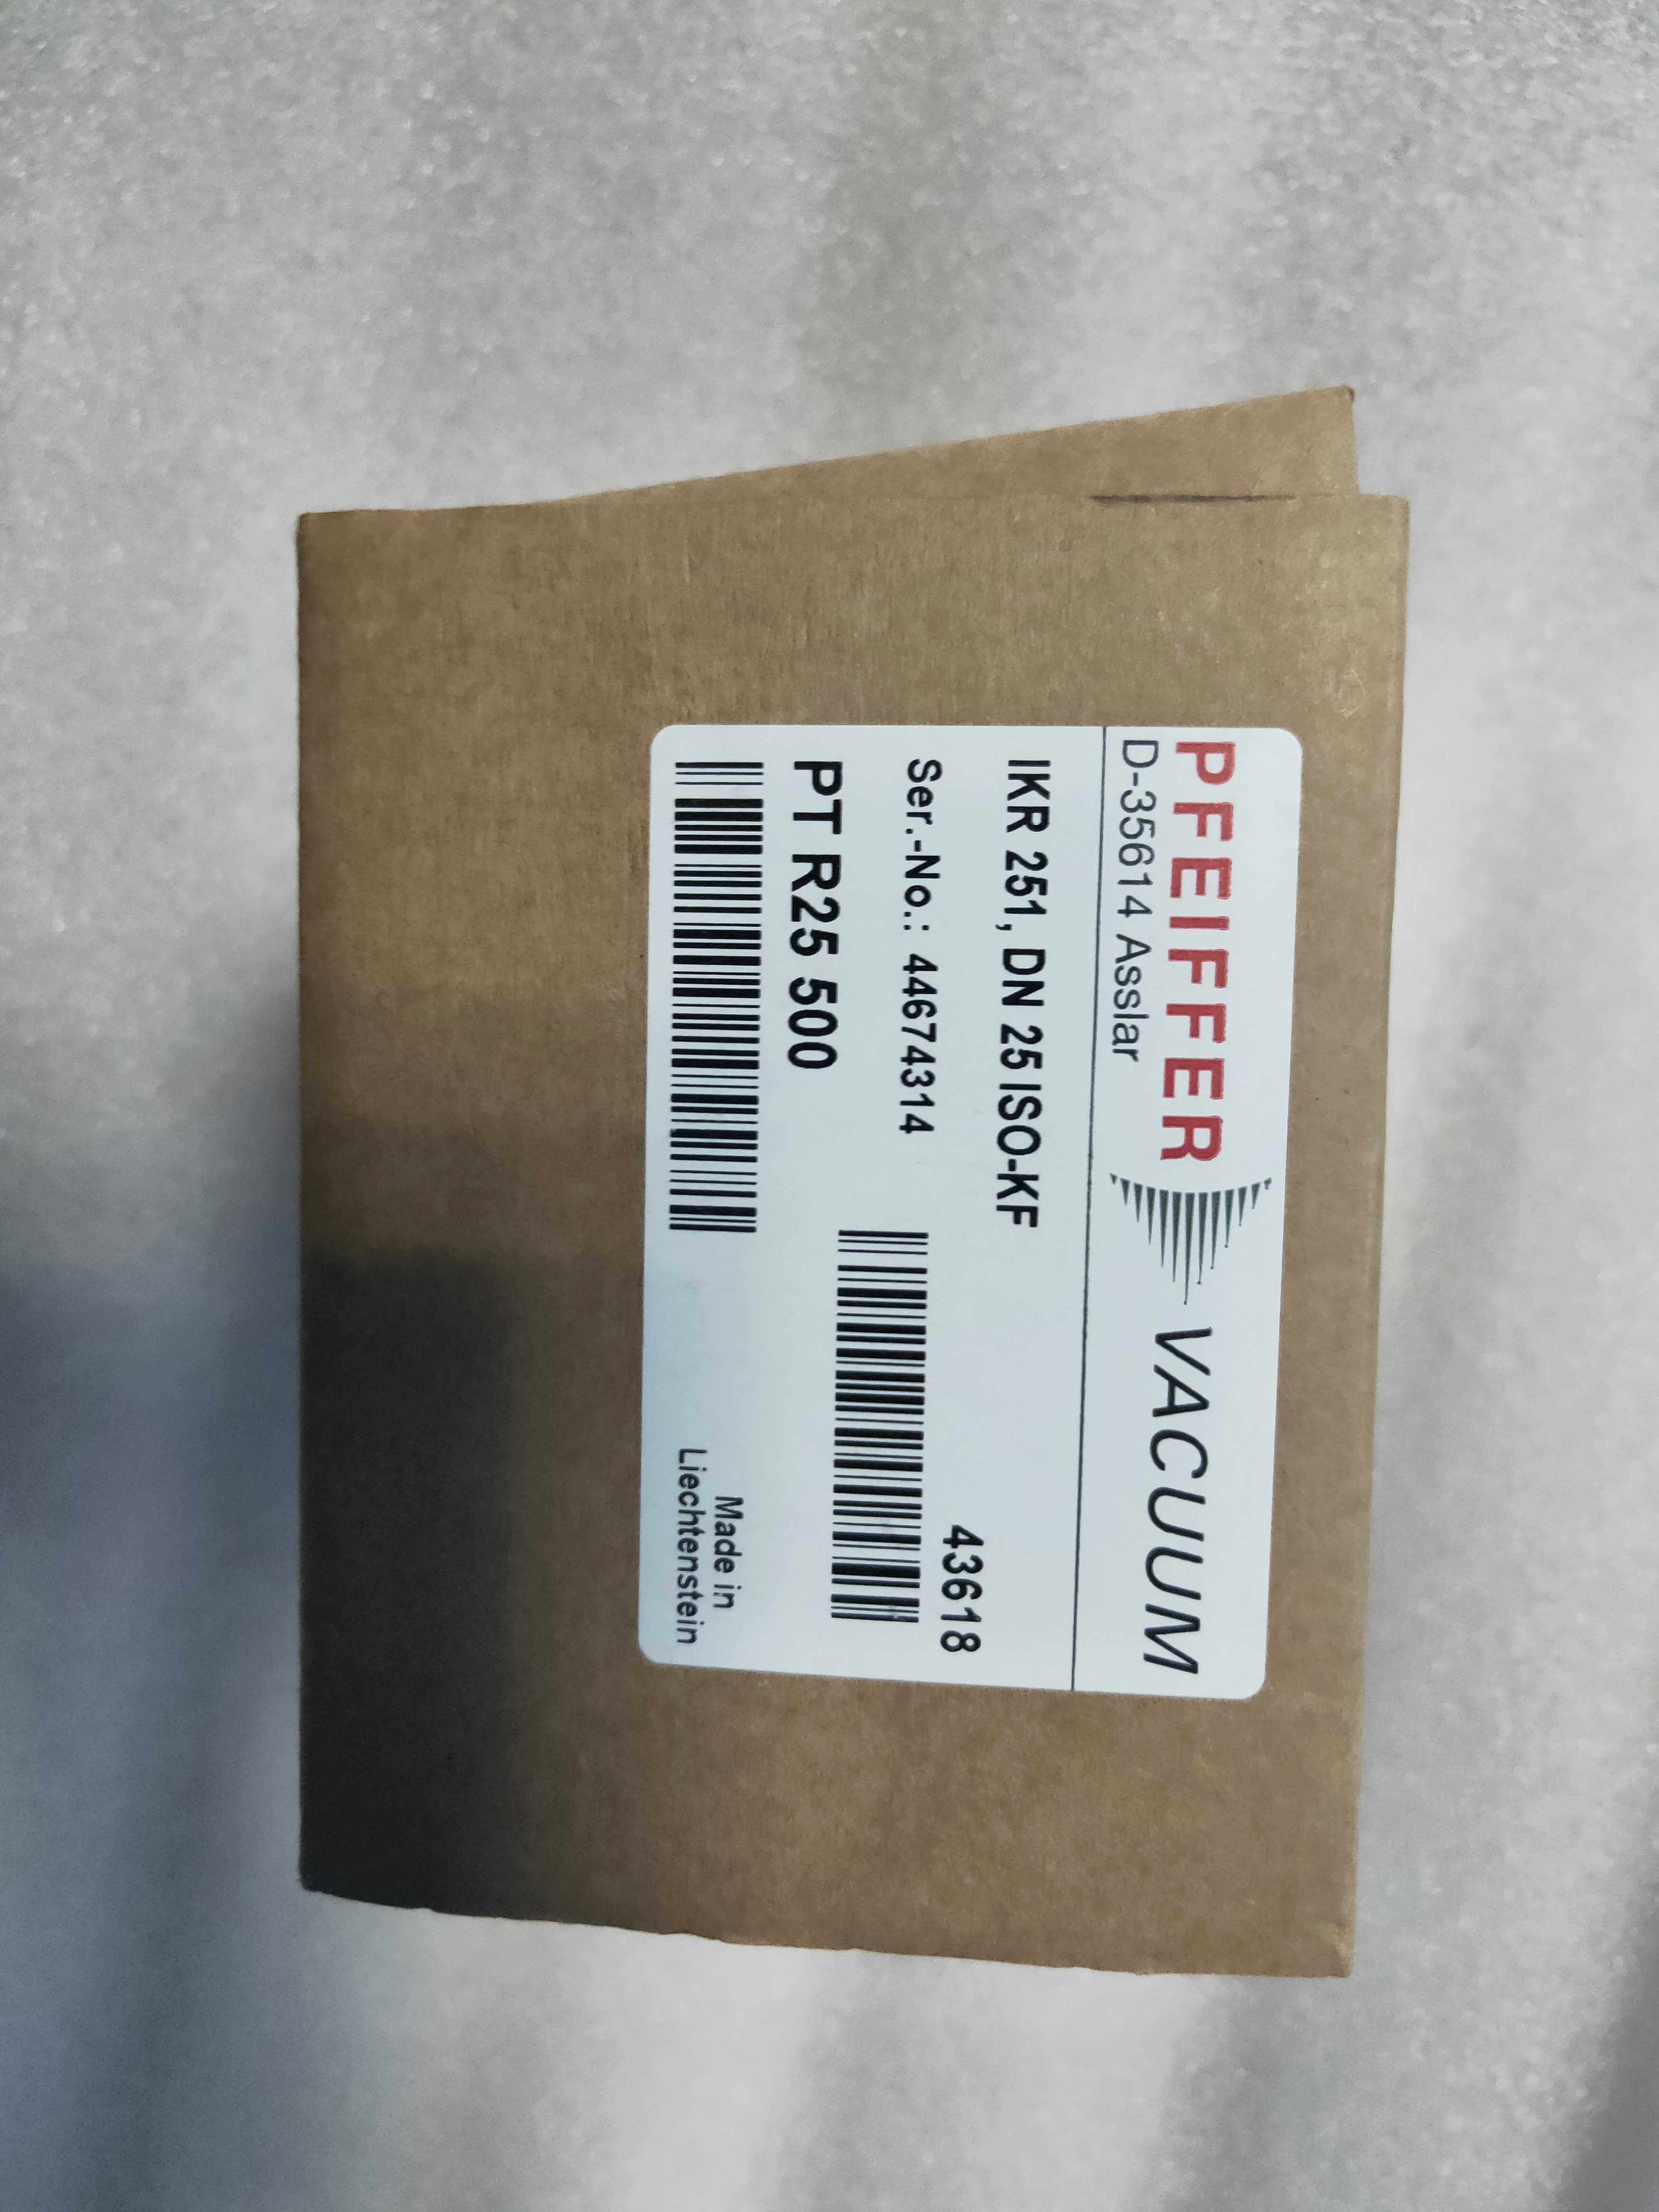 PFEIFFER VACUUM
D-35614 Asslar
IKR 251, DN 25 ISO-KF
43618
Ser.-No.: 44674314
PT R25 500
Made in
Liechtenstein